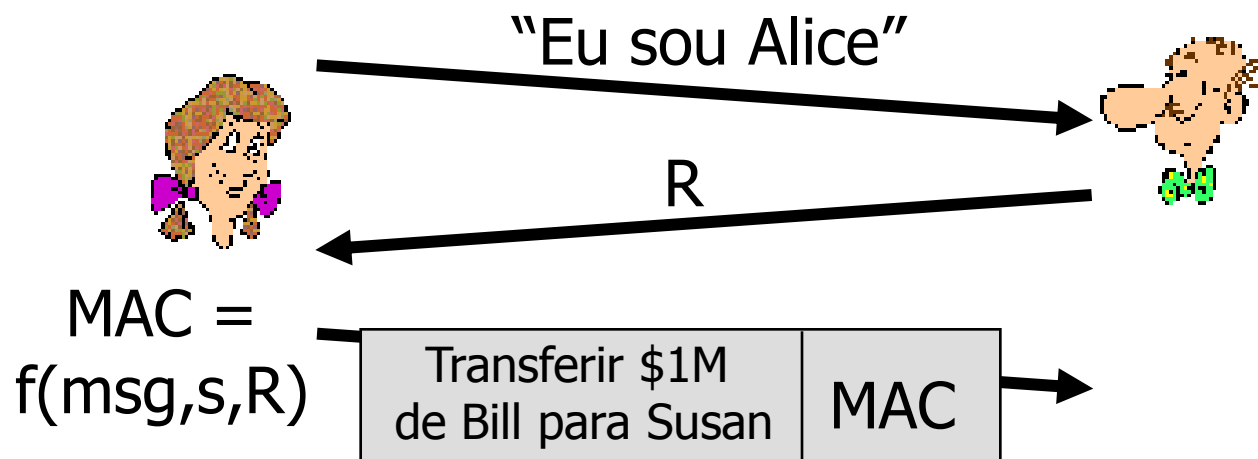 “Eu sou Alice”
R
MAC =
f(msg,s,R)
Transferir $1M
de Bill para Susan
MAC